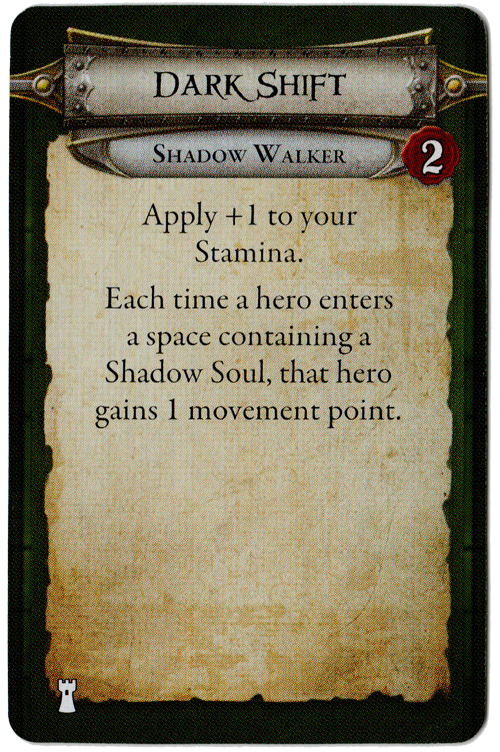 Dark Shift
Shadow Walker
2
Apply +1 to your
Stamina.
Each time a hero enters
a space containing a
Shadow Soul, that hero
gains 1 movement point.